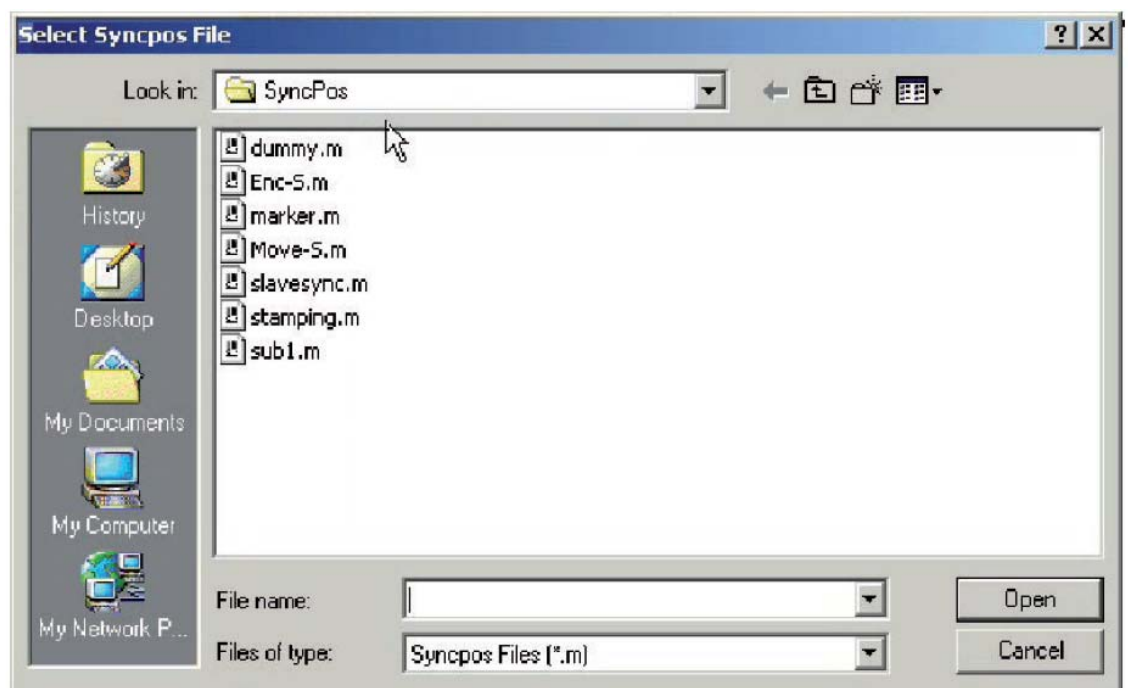 Select Syncpos File
Look in: SyncPos
History
Desktop
My Documents
My Computer
My Network P...
dummy.m
Enc-S.m
marker.m
Move-S.m
slavesync.m
stamping.m
sub1.m
File name:
Open
Files of type: Syncpos Files (*.m)
Cancel